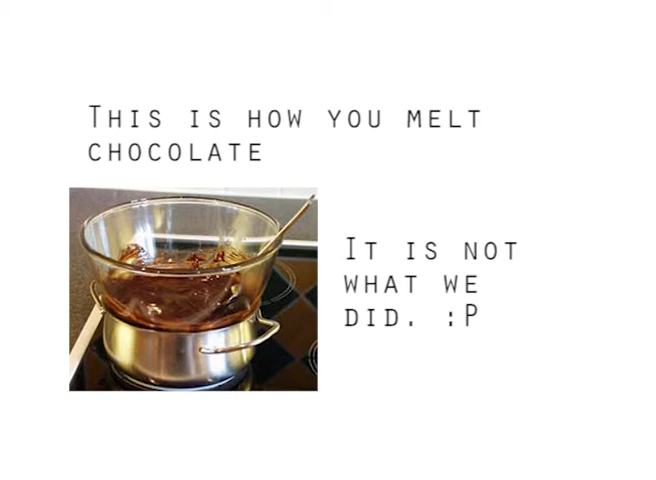 This is how you melt
chocolate
It is not
what we
did. :P